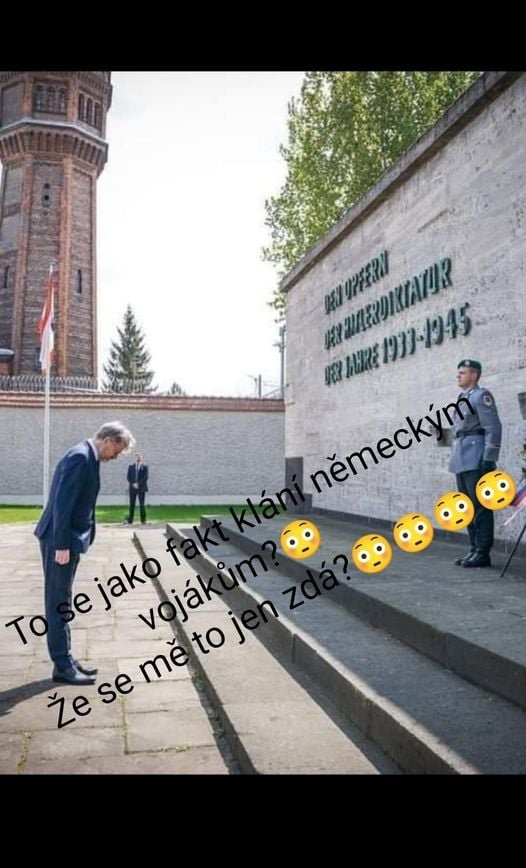 DEN OPFERN
DER HITLERDIKTATUR
DER JAHRE 1933-1945
To se jako fakt klání německým
vojákům?😳
Že se mě to jen zdá?😳😳😳😳